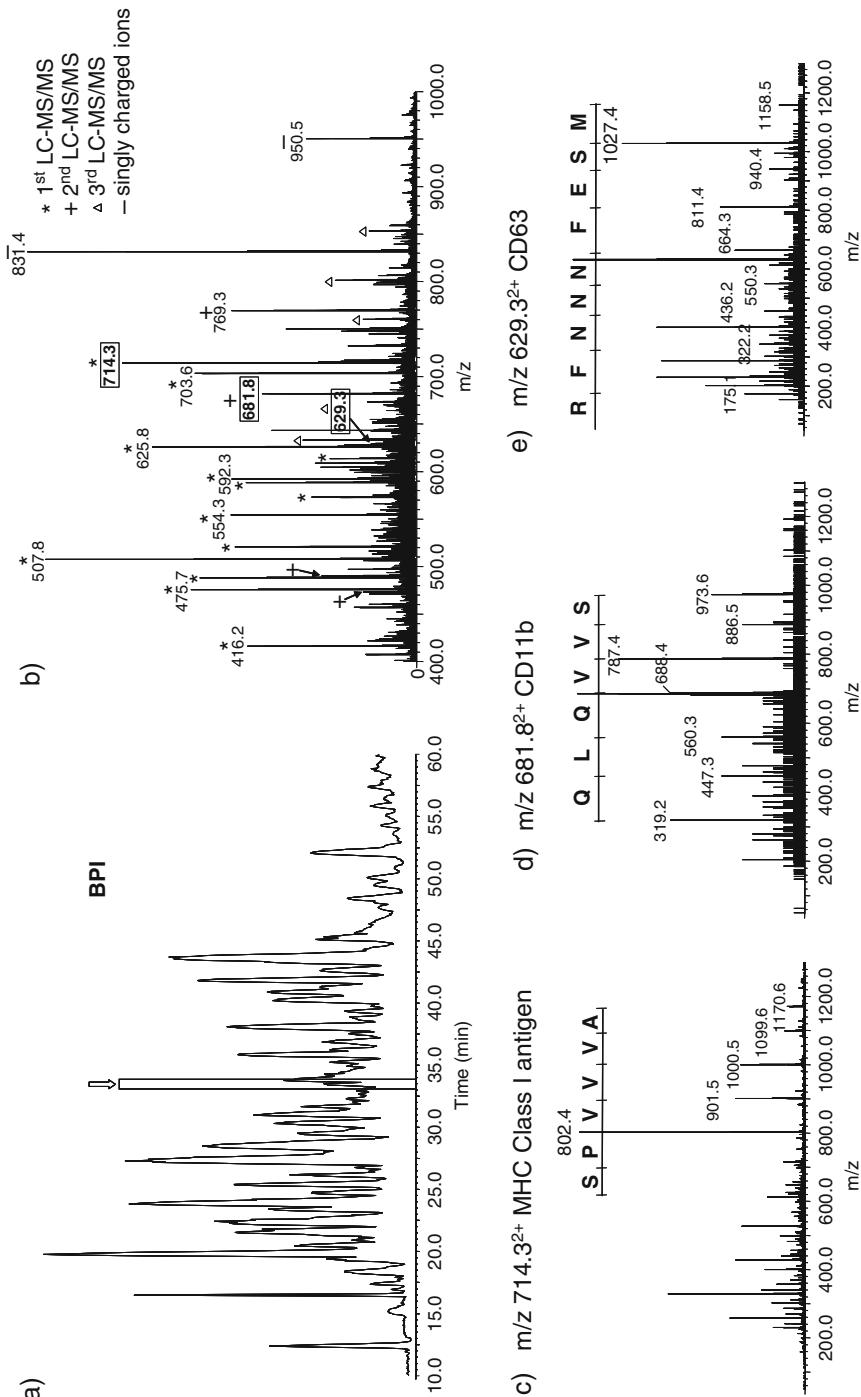 a)
BPI
10.0 15.0 20.0 25.0 30.0 35.0 40.0 45.0 50.0 55.0 60.0
Time (min)
b)
* 1st LC-MS/MS
+ 2nd LC-MS/MS
▵ 3rd LC-MS/MS
– singly charged ions
* 416.2
* 475.7
*
+
+
* 507.8
*
* 554.3
*
* 592.3
*
* 625.8
*
▵
629.3
▵
+ 681.8
* 703.6
* 714.3
▵
+ 769.3
▵
– 831.4
▵
– 950.5
0
400.0 500.0 600.0 700.0 800.0 900.0 1000.0
m/z
c) m/z 714.3²⁺ MHC Class I antigen
S P V V V A
802.4
901.5
1000.5
1099.6
1170.6
200.0 400.0 600.0 800.0 1000.0 1200.0
m/z
d) m/z 681.8²⁺ CD11b
Q L Q V V S
319.2
447.3
560.3
688.4
787.4
886.5
973.6
200.0 400.0 600.0 800.0 1000.0 1200.0
m/z
e) m/z 629.3²⁺ CD63
R F N N N F E S M
175.1
322.2
436.2
550.3
664.3
811.4
940.4
1027.4
1158.5
200.0 400.0 600.0 800.0 1000.0 1200.0
m/z